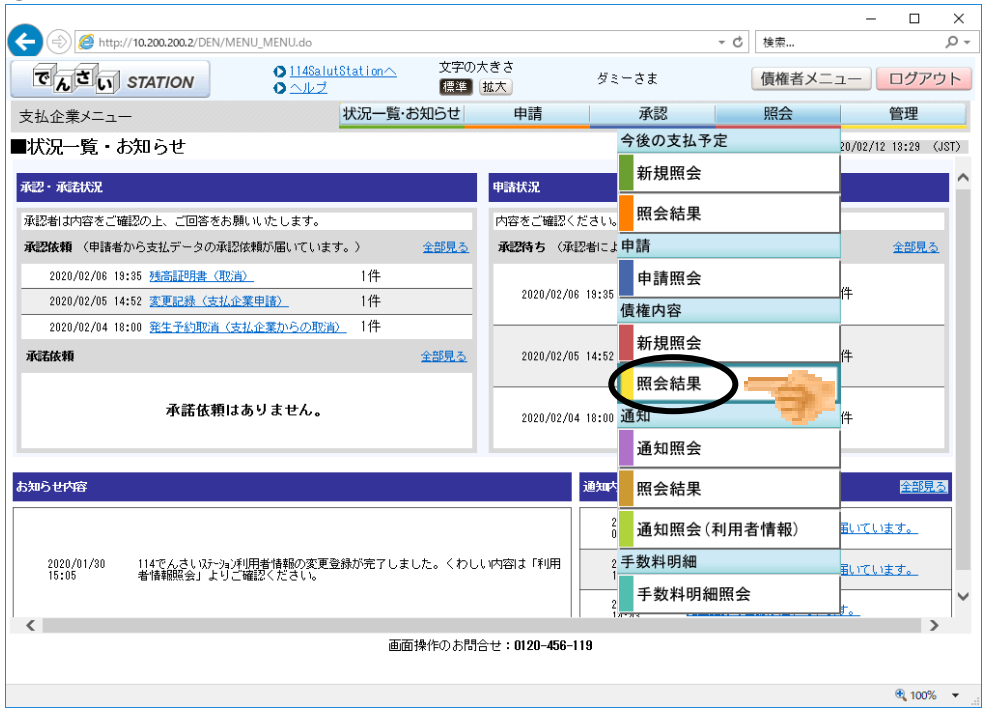 http://10.200.200.2/DEN/MENU_MENU.do
検索...
でんさい STATION
114SalutStationへ
ヘルプ
文字の大きさ
標準 拡大
ダミーさま
債権者メニュー
ログアウト
支払企業メニュー
状況一覧・お知らせ 申請 承認 照会 管理
■状況一覧・お知らせ
20/02/12 13:29 (JST)
承認・承諾状況
承認者は内容をご確認の上、ご回答をお願いいたします。
承認依頼 (申請者から支払データの承認依頼が届いています。) 全部見る
2020/02/06 19:35 残高証明書(取消) 1件
2020/02/05 14:52 変更記録(支払企業申請) 1件
2020/02/04 18:00 発生予約取消(支払企業からの取消) 1件
承諾依頼 全部見る
承諾依頼はありません。
申請状況
内容をご確認ください。
承認待ち (承認者によ 全部見る
2020/02/06 19:35 件
2020/02/05 14:52 件
2020/02/04 18:00 件
今後の支払予定
新規照会
照会結果
申請
申請照会
債権内容
新規照会
照会結果
通知
通知照会
照会結果
通知照会(利用者情報)
手数料明細
手数料明細照会
お知らせ内容
2020/01/30
15:05
114でんさいステーション利用者情報の変更登録が完了しました。くわしい内容は「利用
者情報照会」よりご確認ください。
通知内
全部見る
届いています。
届いています。
画面操作のお問合せ:0120-456-119
100%